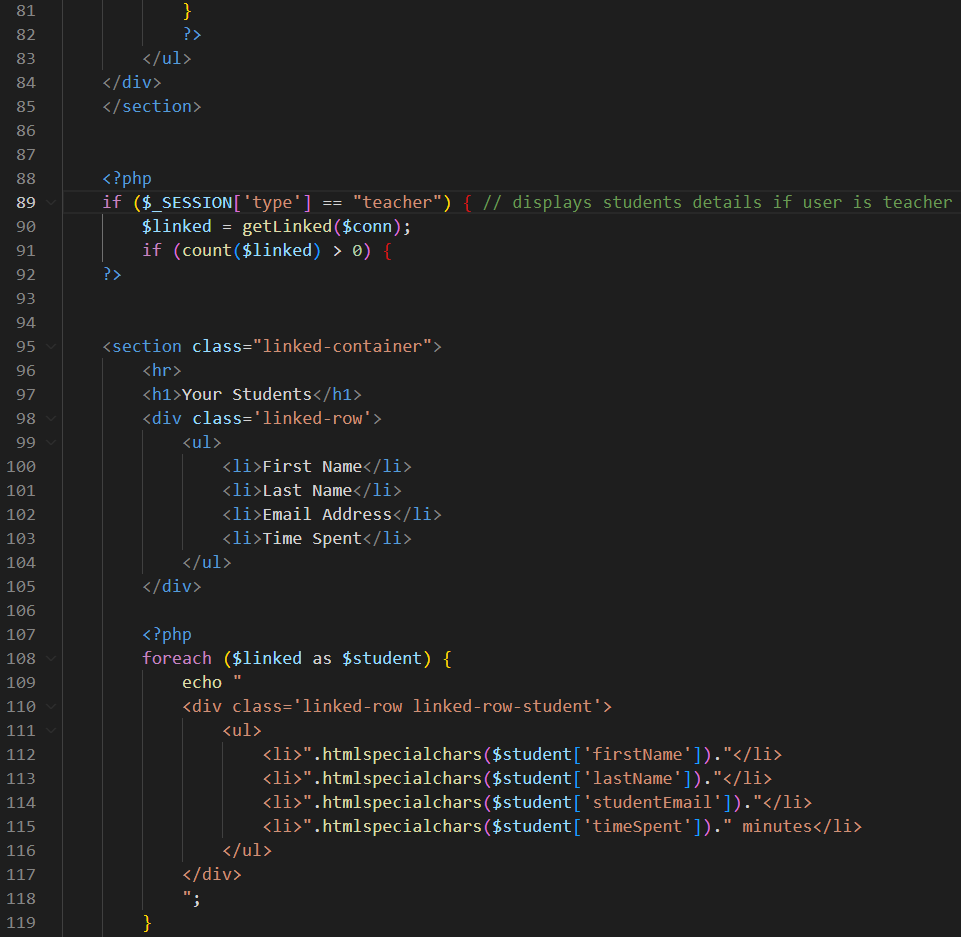 81 }
82 ?>
83 </ul>
84 </div>
85 </section>
86
87
88 <?php
89 if ($_SESSION['type'] == "teacher") { // displays students details if user is teacher
90 $linked = getLinked($conn);
91 if (count($linked) > 0) {
92 ?>
93
94
95 <section class="linked-container">
96 <hr>
97 <h1>Your Students</h1>
98 <div class='linked-row'>
99 <ul>
100 <li>First Name</li>
101 <li>Last Name</li>
102 <li>Email Address</li>
103 <li>Time Spent</li>
104 </ul>
105 </div>
106
107 <?php
108 foreach ($linked as $student) {
109 echo "
110 <div class='linked-row linked-row-student'>
111 <ul>
112 <li>".htmlspecialchars($student['firstName'])."</li>
113 <li>".htmlspecialchars($student['lastName'])."</li>
114 <li>".htmlspecialchars($student['studentEmail'])."</li>
115 <li>".htmlspecialchars($student['timeSpent'])." minutes</li>
116 </ul>
117 </div>
118 ";
119 }